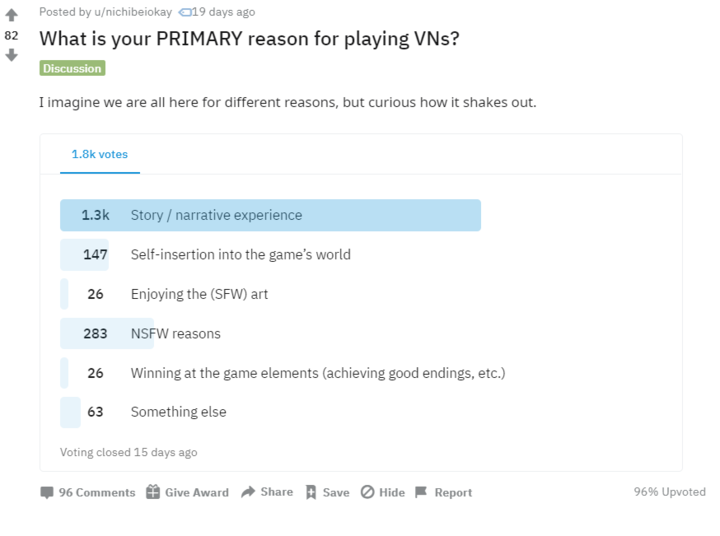 Posted by u/nichibeiokay 19 days ago
82
What is your PRIMARY reason for playing VNs?
Discussion
I imagine we are all here for different reasons, but curious how it shakes out.
1.8k votes
1.3k Story / narrative experience
147 Self-insertion into the game’s world
26 Enjoying the (SFW) art
283 NSFW reasons
26 Winning at the game elements (achieving good endings, etc.)
63 Something else
Voting closed 15 days ago
96 Comments Give Award Share Save Hide Report 96% Upvoted